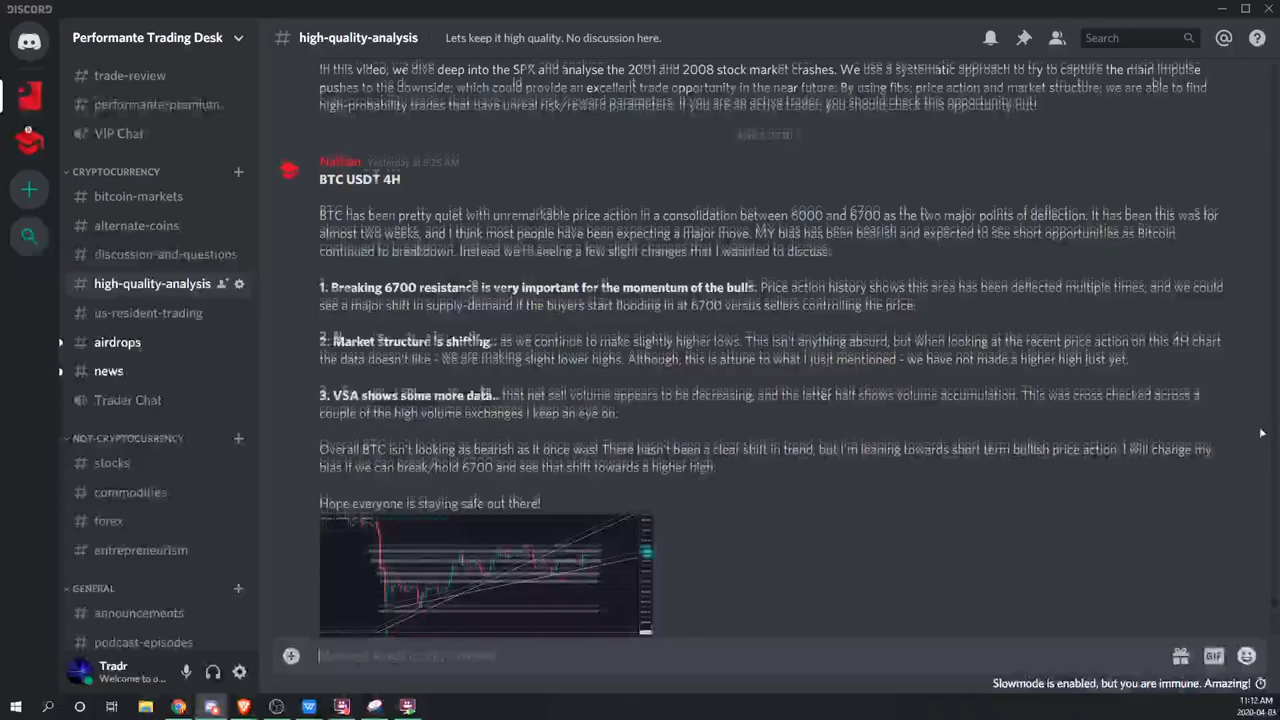 DISCORD
Performante Trading Desk
high-quality-analysis
Lets keep it high quality. No discussion here.
Search
trade-review
performante-premium
VIP Chat
CRYPTOCURRENCY
bitcoin-markets
alternate-coins
discussion-and-questions
high-quality-analysis
us-resident-trading
airdrops
news
Trader Chat
NOT-CRYPTOCURRENCY
stocks
commodities
forex
entrepreneurism
GENERAL
announcements
podcast-episodes
Tradr
Welcome to o...
In this video, we dive deep into the SPX and analyse the 2001 and 2008 stock market crashes. We use a systematic approach to try to capture the main impulse
pushes to the downside, which could provide an excellent trade opportunity in the near future. By using fibs, price action and market structure, we are able to find
high-probability trades that have unreal risk/reward parameters. If you are an active trader, you should check this opportunity out!
Nathan Yesterday at 8:25 AM
BTC USDT 4H
BTC has been pretty quiet with unremarkable price action in a consolidation between 6000 and 6700 as the two major points of deflection. It has been this was for
almost two weeks, and I think most people have been expecting a major move. MY bias has been bearish and expected to see short opportunities as Bitcoin
continued to breakdown. Instead we're seeing a few slight changes that I wanted to discuss.
1. Breaking 6700 resistance is very important for the momentum of the bulls. Price action history shows this area has been deflected multiple times, and we could
see a major shift in supply-demand if the buyers start flooding in at 6700 versus sellers controlling the price.
2. Market Structure is shifting.. as we continue to make slightly higher lows. This isn't anything absurd, but when looking at the recent price action on this 4H chart
the data doesn't like - we are making slight lower highs. Although, this is attune to what I just mentioned - we have not made a higher high just yet.
3. VSA shows some more data.. that net sell volume appears to be decreasing, and the latter half shows volume accumulation. This was cross checked across a
couple of the high volume exchanges I keep an eye on.
Overall BTC isn't looking as bearish as it once was! There hasn't been a clear shift in trend, but I'm leaning towards short term bullish price action. I will change my
bias if we can break/hold 6700 and see that shift towards a higher high.
Hope everyone is staying safe out there!
GIF
Slowmode is enabled, but you are immune. Amazing!
11:12 AM
2020-04-03